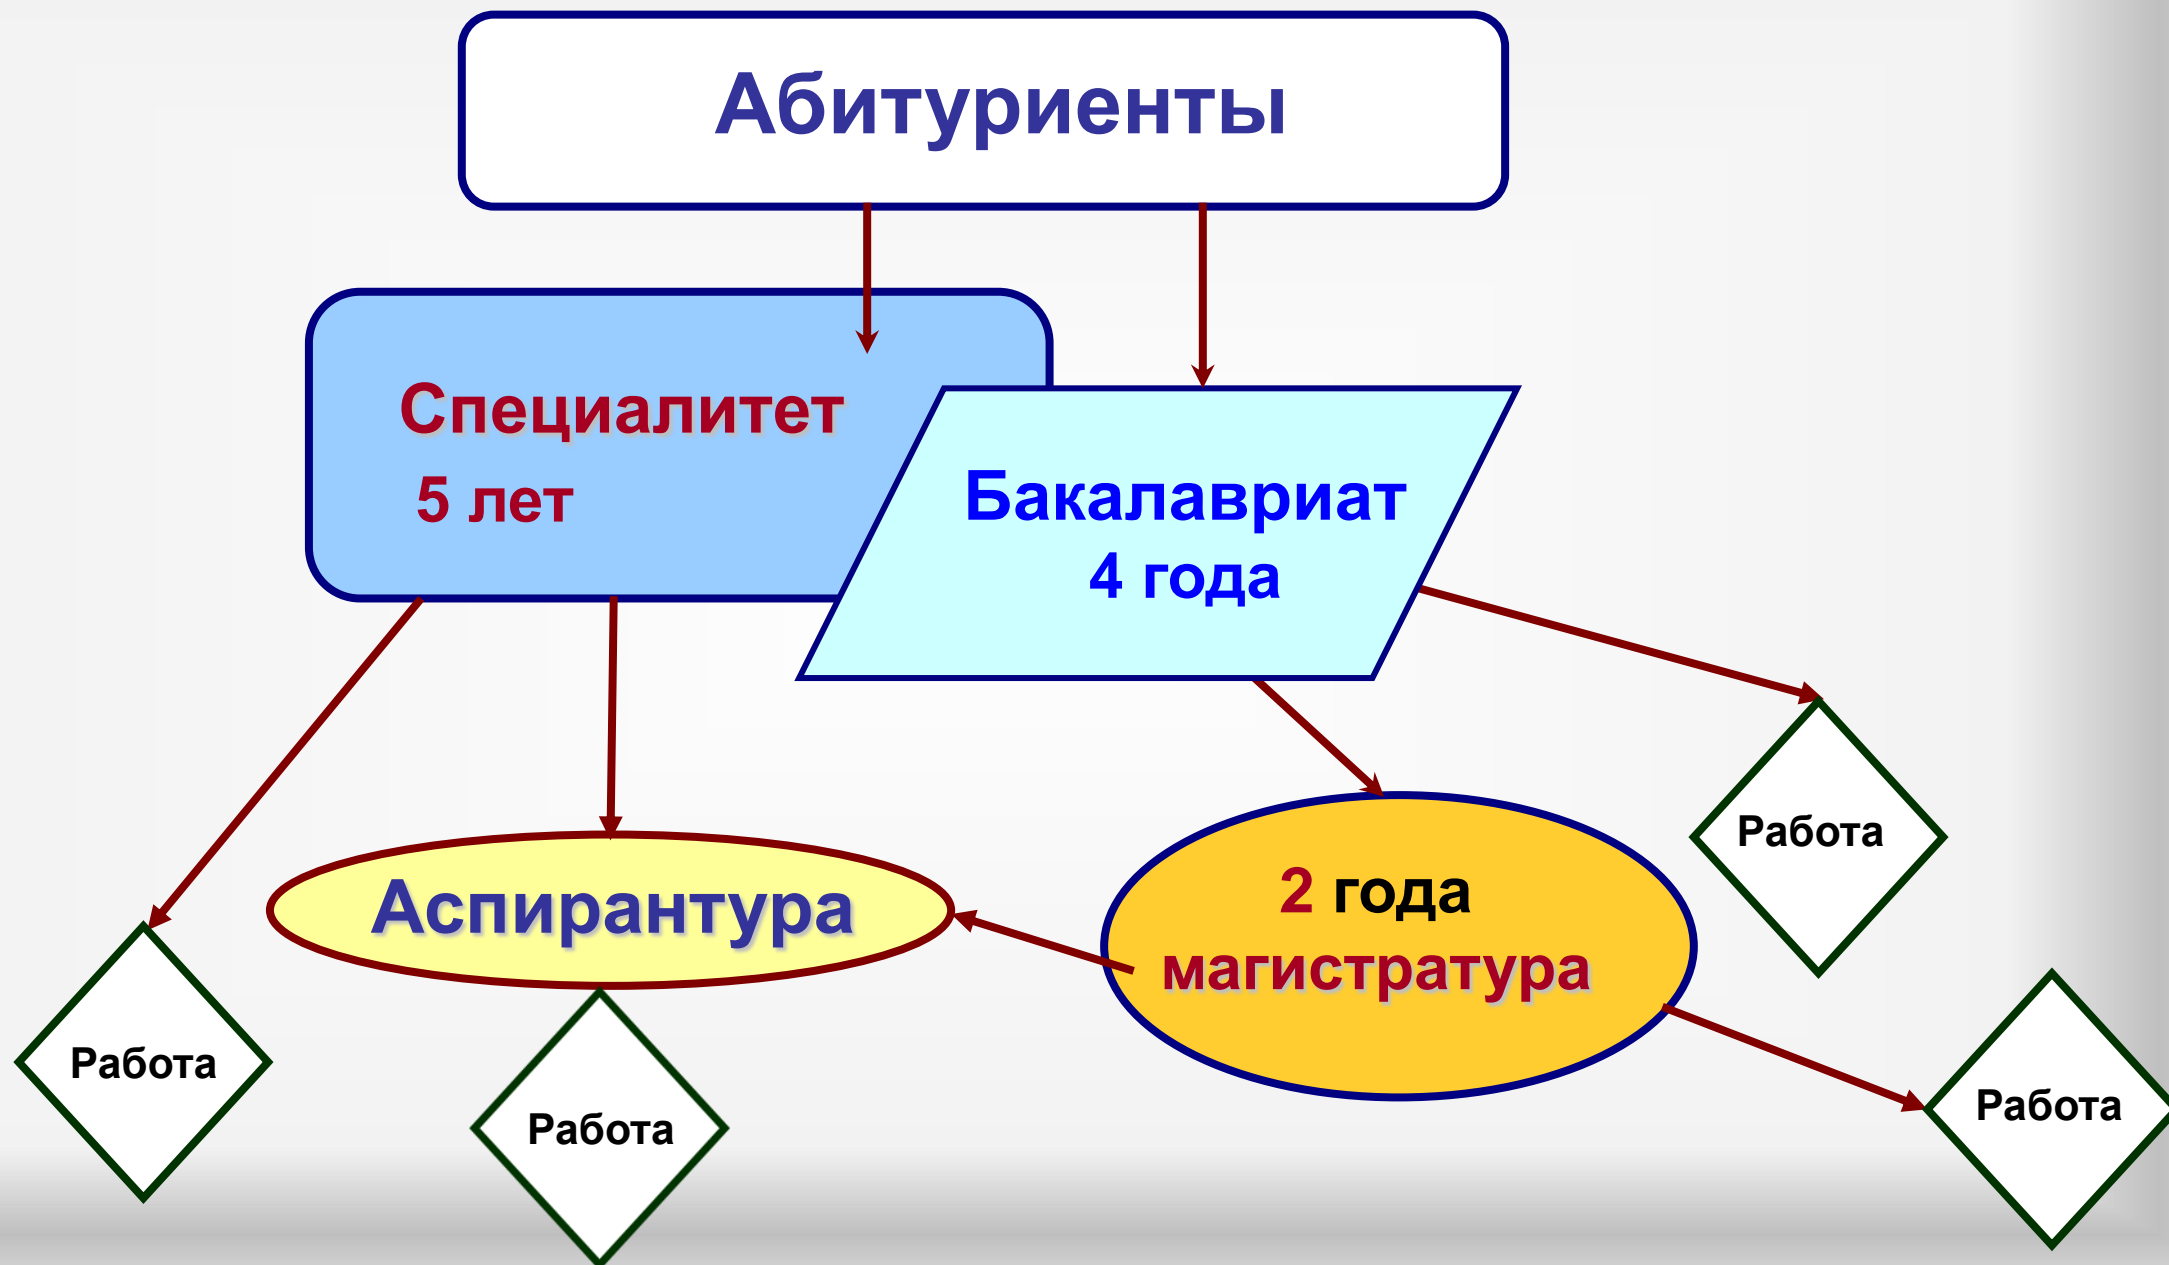 Абитуриенты
Специалитет
5 лет
Бакалавриат
4 года
Аспирантура
2 года
магистратура
Работа
Работа
Работа
Работа